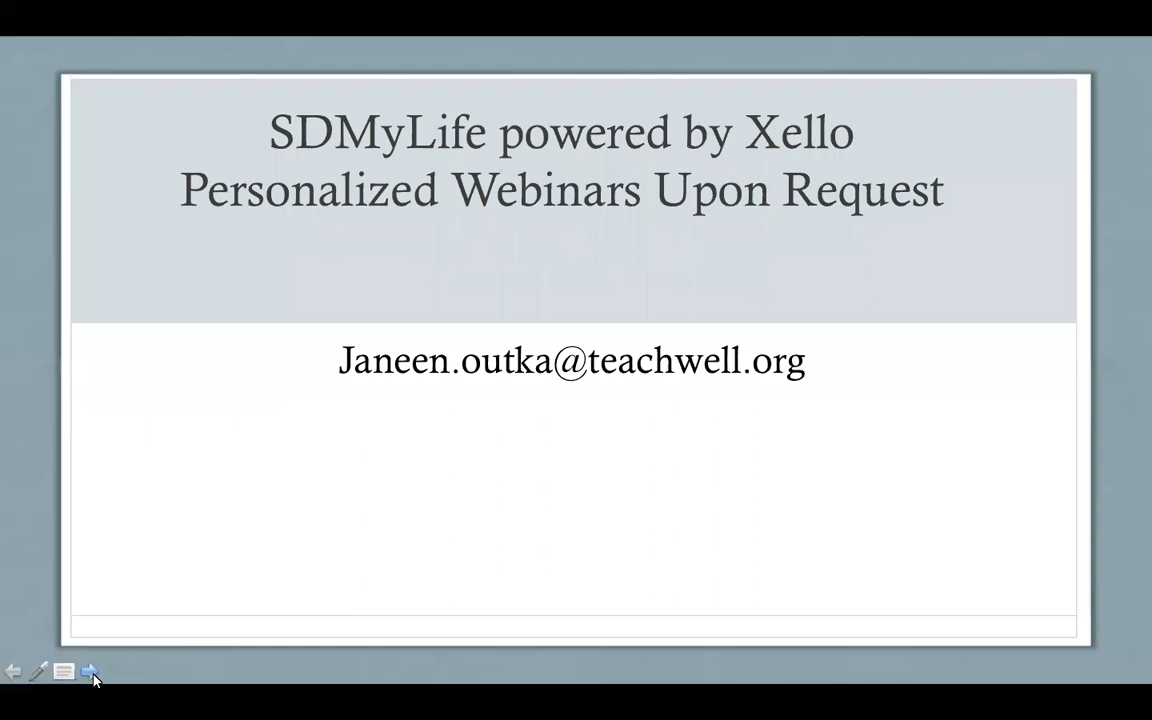 SDMyLife powered by Xello
Personalized Webinars Upon Request
Janeen.outka@teachwell.org